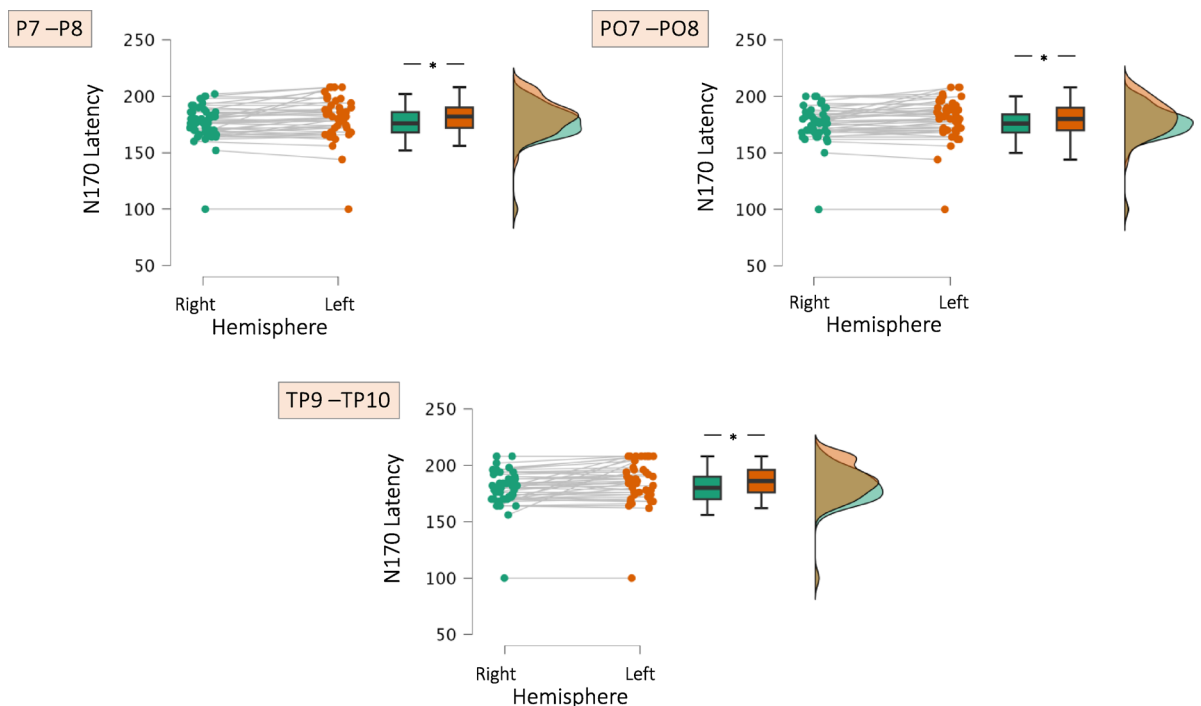 P7 –P8
250
200
150
100
50
N170 Latency
*
Right
Left
Hemisphere
PO7 –PO8
250
200
150
100
50
N170 Latency
*
Right
Left
Hemisphere
TP9 –TP10
250
200
150
100
50
N170 Latency
*
Right
Left
Hemisphere